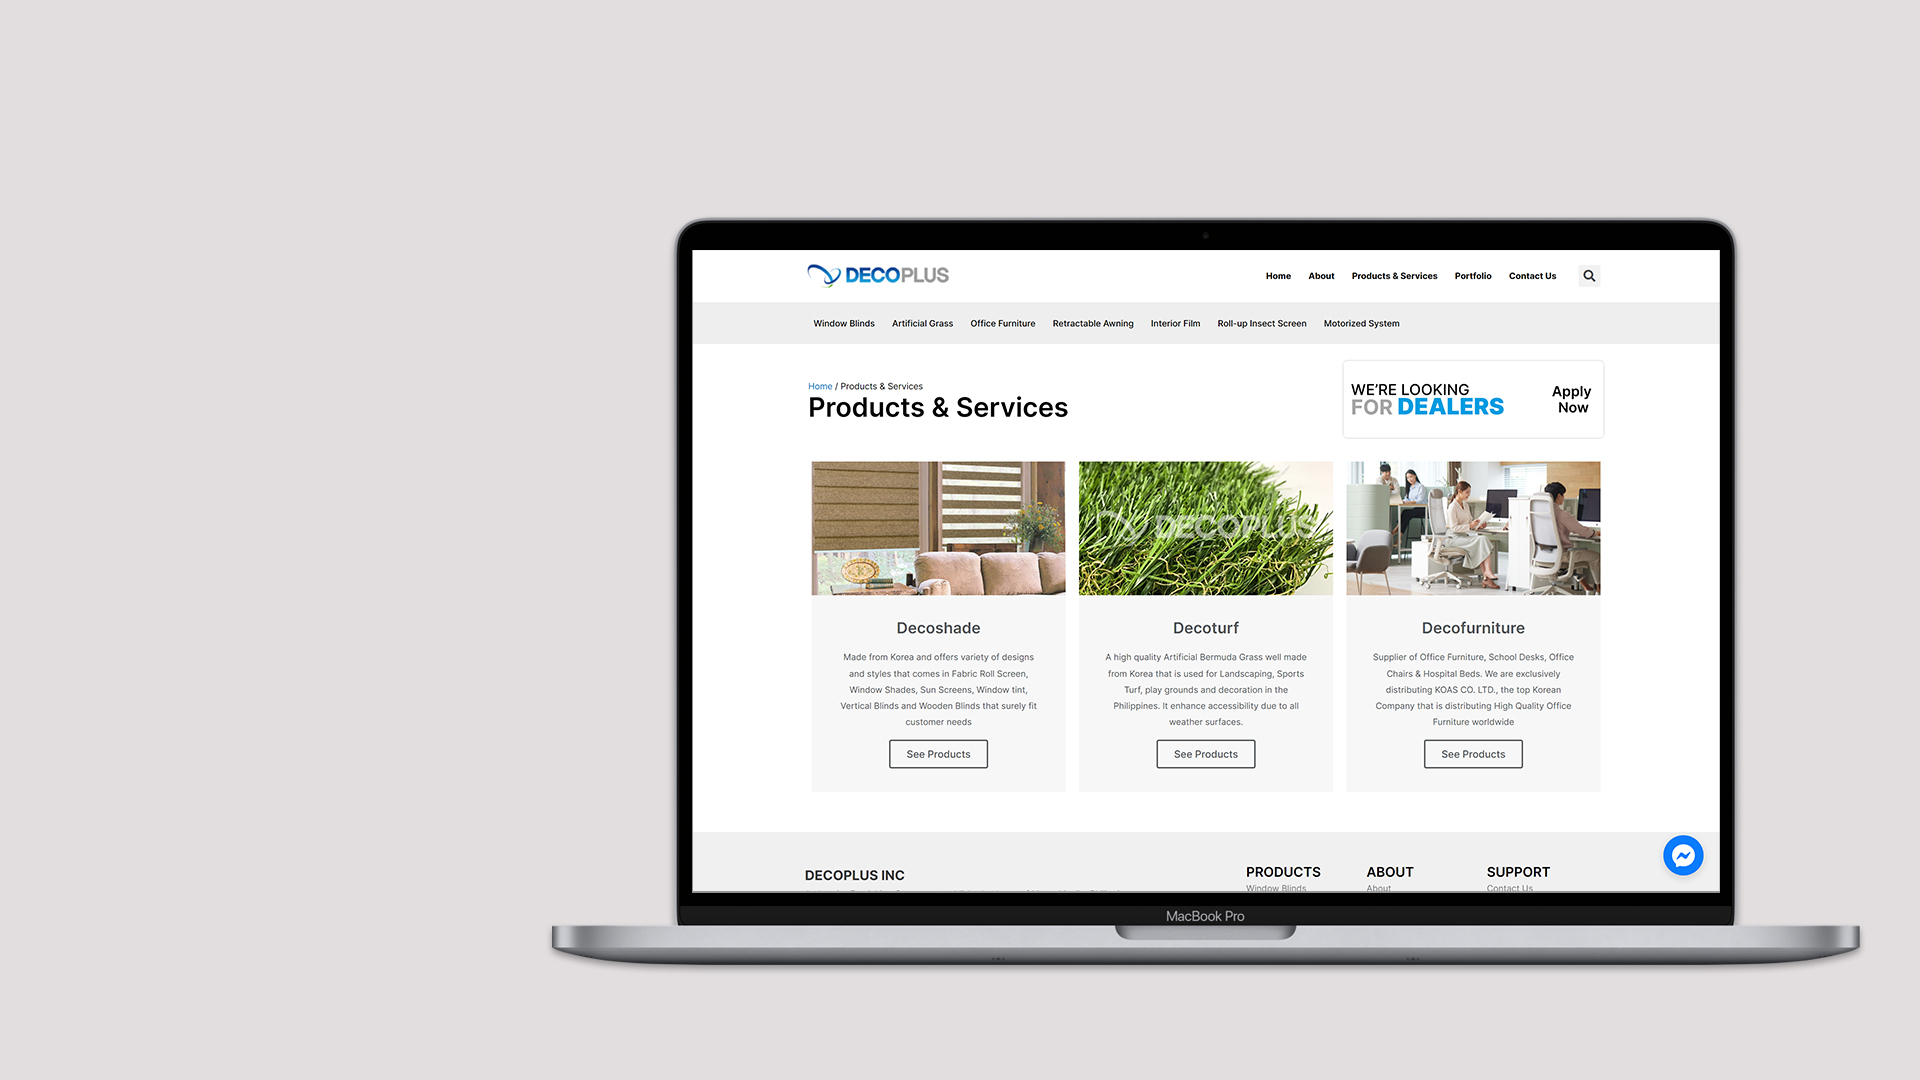 DECOPLUS
Home About Products & Services Portfolio Contact Us
Window Blinds Artificial Grass Office Furniture Retractable Awning Interior Film Roll-up Insect Screen Motorized System
Home / Products & Services
Products & Services
WE'RE LOOKING
FOR DEALERS
Apply
Now
DECOPLUS
Decoshade
Made from Korea and offers variety of designs
and styles that comes in Fabric Roll Screen,
Window Shades, Sun Screens, Window tint,
Vertical Blinds and Wooden Blinds that surely fit
customer needs
See Products
Decoturf
A high quality Artificial Bermuda Grass well made
from Korea that is used for Landscaping, Sports
Turf, play grounds and decoration in the
Philippines. It enhance accessibility due to all
weather surfaces.
See Products
Decofurniture
Supplier of Office Furniture, School Desks, Office
Chairs & Hospital Beds. We are exclusively
distributing KOAS CO. LTD., the top Korean
Company that is distributing High Quality Office
Furniture worldwide
See Products
DECOPLUS INC
PRODUCTS
Window Blinds
ABOUT
About
SUPPORT
Contact Us
MacBook Pro